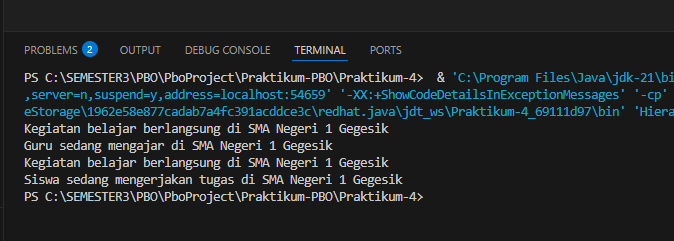 PROBLEMS 2 OUTPUT DEBUG CONSOLE TERMINAL PORTS
PS C:\SEMESTER3\PBO\PboProject\Praktikum-PBO\Praktikum-4> & 'C:\Program Files\Java\jdk-21\bi
,server=n,suspend=y,address=localhost:54659' '-XX:+ShowCodeDetailsInExceptionMessages' '-cp' '
eStorage\1962e58e877cadab7a4fc391acddce3c\redhat.java\jdt_ws\Praktikum-4_69111d97\bin' 'Hiera
Kegiatan belajar berlangsung di SMA Negeri 1 Gegesik
Guru sedang mengajar di SMA Negeri 1 Gegesik
Kegiatan belajar berlangsung di SMA Negeri 1 Gegesik
Siswa sedang mengerjakan tugas di SMA Negeri 1 Gegesik
PS C:\SEMESTER3\PBO\PboProject\Praktikum-PBO\Praktikum-4>